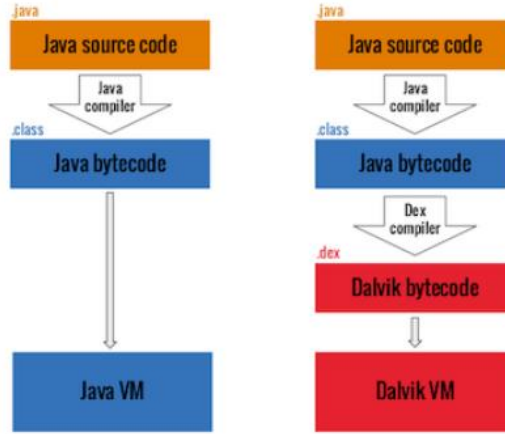 .java
Java source code
Java
compiler
.class
Java bytecode
Java VM
.java
Java source code
Java
compiler
.class
Java bytecode
Dex
compiler
.dex
Dalvik bytecode
Dalvik VM